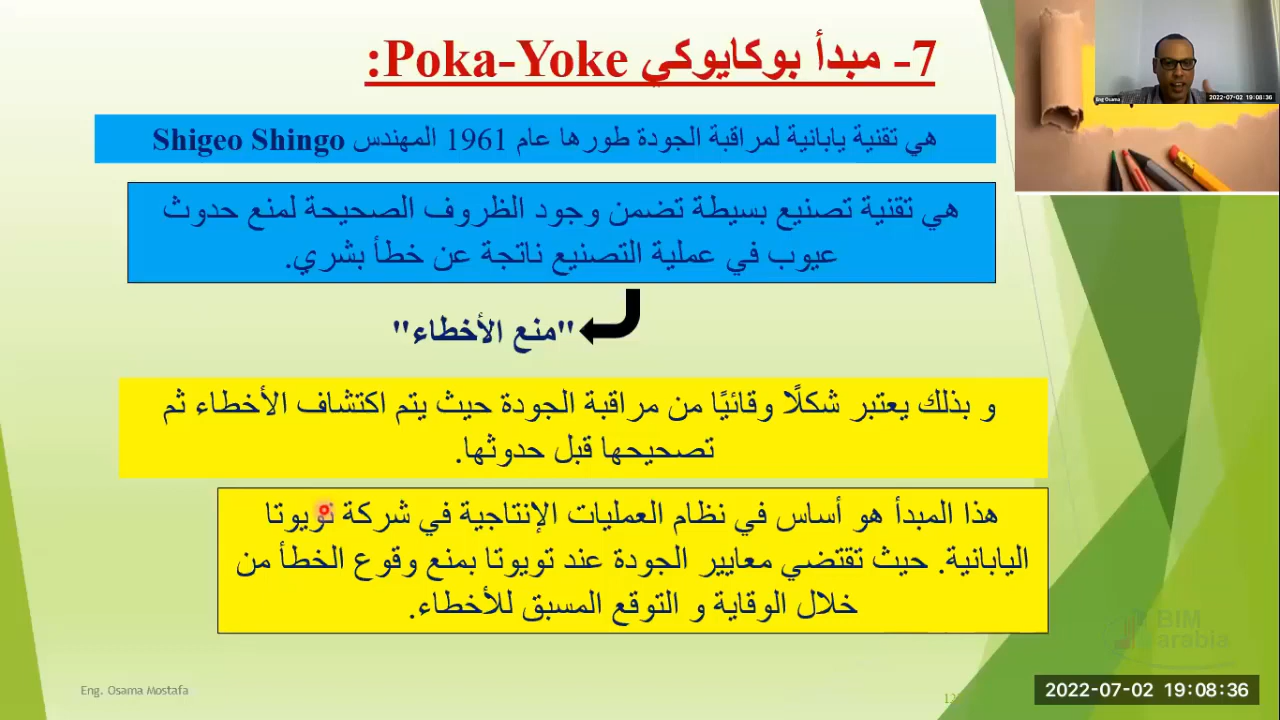 7- مبدأ بوكايوكي Poka-Yoke:
هي تقنية يابانية لمراقبة الجودة طورها عام 1961 المهندس Shigeo Shingo
هي تقنية تصنيع بسيطة تضمن وجود الظروف الصحيحة لمنع حدوث
عيوب في عملية التصنيع ناتجة عن خطأ بشري.
"منع الأخطاء"
و بذلك يعتبر شكلًا وقائيًا من مراقبة الجودة حيث يتم اكتشاف الأخطاء ثم
تصحيحها قبل حدوثها.
هذا المبدأ هو أساس في نظام العمليات الإنتاجية في شركة تويوتا
اليابانية. حيث تقتضي معايير الجودة عند تويوتا بمنع وقوع الخطأ من
خلال الوقاية و التوقع المسبق للأخطاء.
Eng. Osama
2022-07-02 19:08:36
BIM
arabia
Eng. Osama Mostafa
2022-07-02 19:08:36